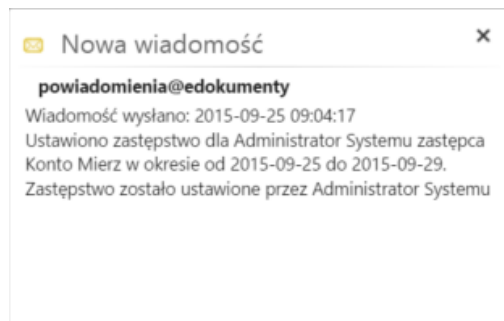 Nowa wiadomość
powiadomienia@edokumenty
Wiadomość wysłano: 2015-09-25 09:04:17
Ustawiono zastępstwo dla Administrator Systemu zastępca
Konto Mierz w okresie od 2015-09-25 do 2015-09-29.
Zastępstwo zostało ustawione przez Administrator Systemu